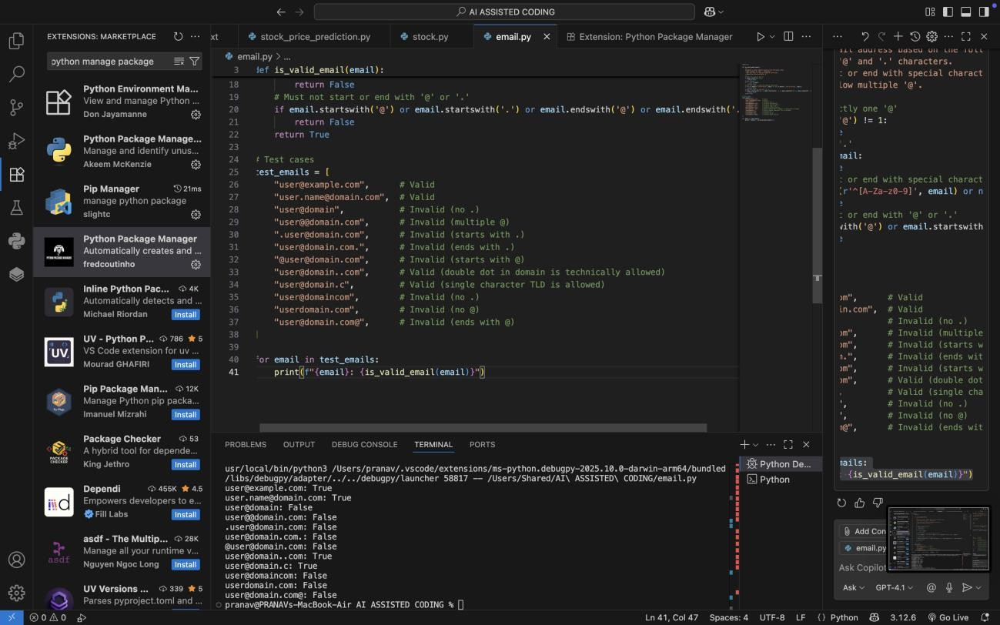 AI ASSISTED CODING
EXTENSIONS: MARKETPLACE
python manage package
Python Environment Ma...
View and manage Python ...
Don Jayamanne
Python Package Manage...
Manage and identify unus...
Akeem McKenzie
Pip Manager 21ms
manage python package
slightc
Python Package Manager
Automatically creates and ...
fredcoutinho
Inline Python Pac... 4K
Automatically detects and ...
Michael Riordan Install
UV - Python P... 786 5
VS Code extension for uv ...
Mourad GHAFIRI Install
Pip Package Man... 12K
Manage Python pip packa...
Imanuel Mizrahi Install
Package Checker 53
A hybrid tool for depende...
King Jethro Install
Dependi 455K 4.5
Empowers developers to e...
Fill Labs Install
asdf - The Multip... 28K
Manage all your runtime v...
Nguyen Ngoc Long Install
UV Versions ... 339 5
Parses pyproject.toml and ...
xt stock_price_prediction.py stock.py email.py Extension: Python Package Manager
email.py > ...
3 def is_valid_email(email):
18 return False
19 # Must not start or end with '@' or '.'
20 if email.startswith('@') or email.startswith('.') or email.endswith('@') or email.endswith('.
21 return False
22 return True
23
24 # Test cases
25 test_emails = [
26 "user@example.com", # Valid
27 "user.name@domain.com", # Valid
28 "user@domain", # Invalid (no .)
29 "user@@domain.com", # Invalid (multiple @)
30 ".user@domain.com", # Invalid (starts with .)
31 "user@domain.com.", # Invalid (ends with .)
32 "@user@domain.com", # Invalid (starts with @)
33 "user@domain..com", # Valid (double dot in domain is technically allowed)
34 "user@domain.c", # Valid (single character TLD is allowed)
35 "user@domaincom", # Invalid (no .)
36 "userdomain.com", # Invalid (no @)
37 "user@domain.com@", # Invalid (ends with @)
38 ]
39
40 for email in test_emails:
41 print(f"{email}: {is_valid_email(email)}")
PROBLEMS OUTPUT DEBUG CONSOLE TERMINAL PORTS
usr/local/bin/python3 /Users/pranav/.vscode/extensions/ms-python.debugpy-2025.10.0-darwin-arm64/bundled
/libs/debugpy/adapter/../../debugpy/launcher 58817 -- /Users/Shared/AI\ ASSISTED\ CODING/email.py
user@example.com: True
user.name@domain.com: True
user@domain: False
user@@domain.com: False
.user@domain.com: False
user@domain.com.: False
@user@domain.com: False
user@domain..com: True
user@domain.c: True
user@domaincom: False
userdomain.com: False
user@domain.com@: False
pranav@PRANAVs-MacBook-Air AI ASSISTED CODING %
Python De...
Python
'@' and '.' characters.
t or end with special charact
low multiple '@'.
ctly one '@'
'@') != 1:
e
'.'
mail:
e
t or end with special charact
(r'^[A-Za-z0-9]', email) or n
e
t or end with '@' or '.'
with('@') or email.startswith
e
om", # Valid
in.com", # Valid
# Invalid (no .)
om", # Invalid (multiple
om", # Invalid (starts w
m.", # Invalid (ends wit
om", # Invalid (starts w
om", # Valid (double dot
, # Valid (single cha
", # Invalid (no .)
", # Invalid (no @)
m@", # Invalid (ends wit
mails:
: {is_valid_email(email)}")
Add Con
email.py
Ask Copilot
Ask GPT-4.1
0 0
Ln 41, Col 47 Spaces: 4 UTF-8 LF {} Python 3.12.6 Go Live